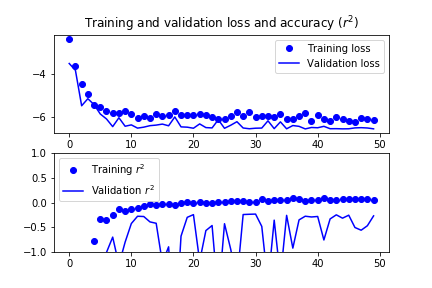 Training and validation loss and accuracy (r²)
Training loss
Validation loss
−4
−6
0 10 20 30 40 50
1.0
Training r²
Validation r²
0.5
0.0
−0.5
−1.0
0 10 20 30 40 50